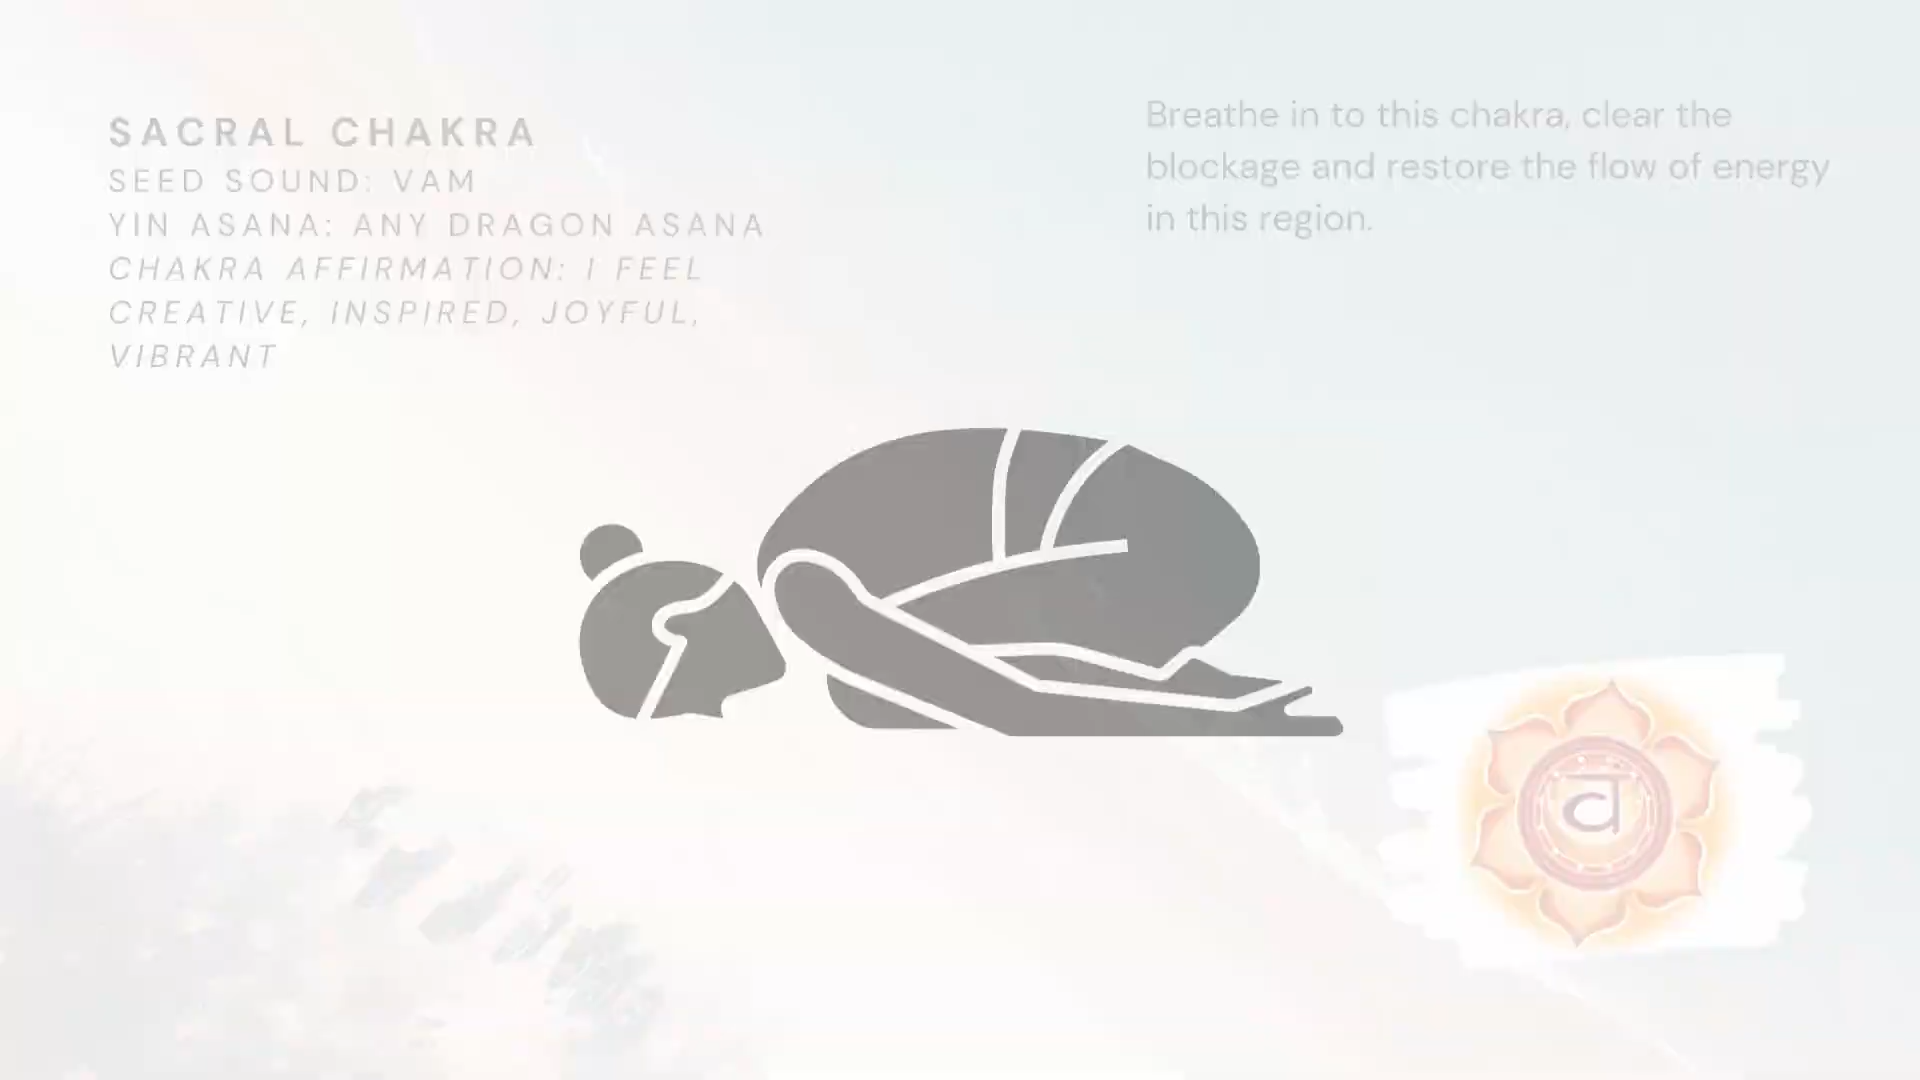 SACRAL CHAKRA
SEED SOUND: VAM
YIN ASANA: ANY DRAGON ASANA
CHAKRA AFFIRMATION: I FEEL
CREATIVE, INSPIRED, JOYFUL,
VIBRANT
Breathe in to this chakra, clear the
blockage and restore the flow of energy
in this region.
व